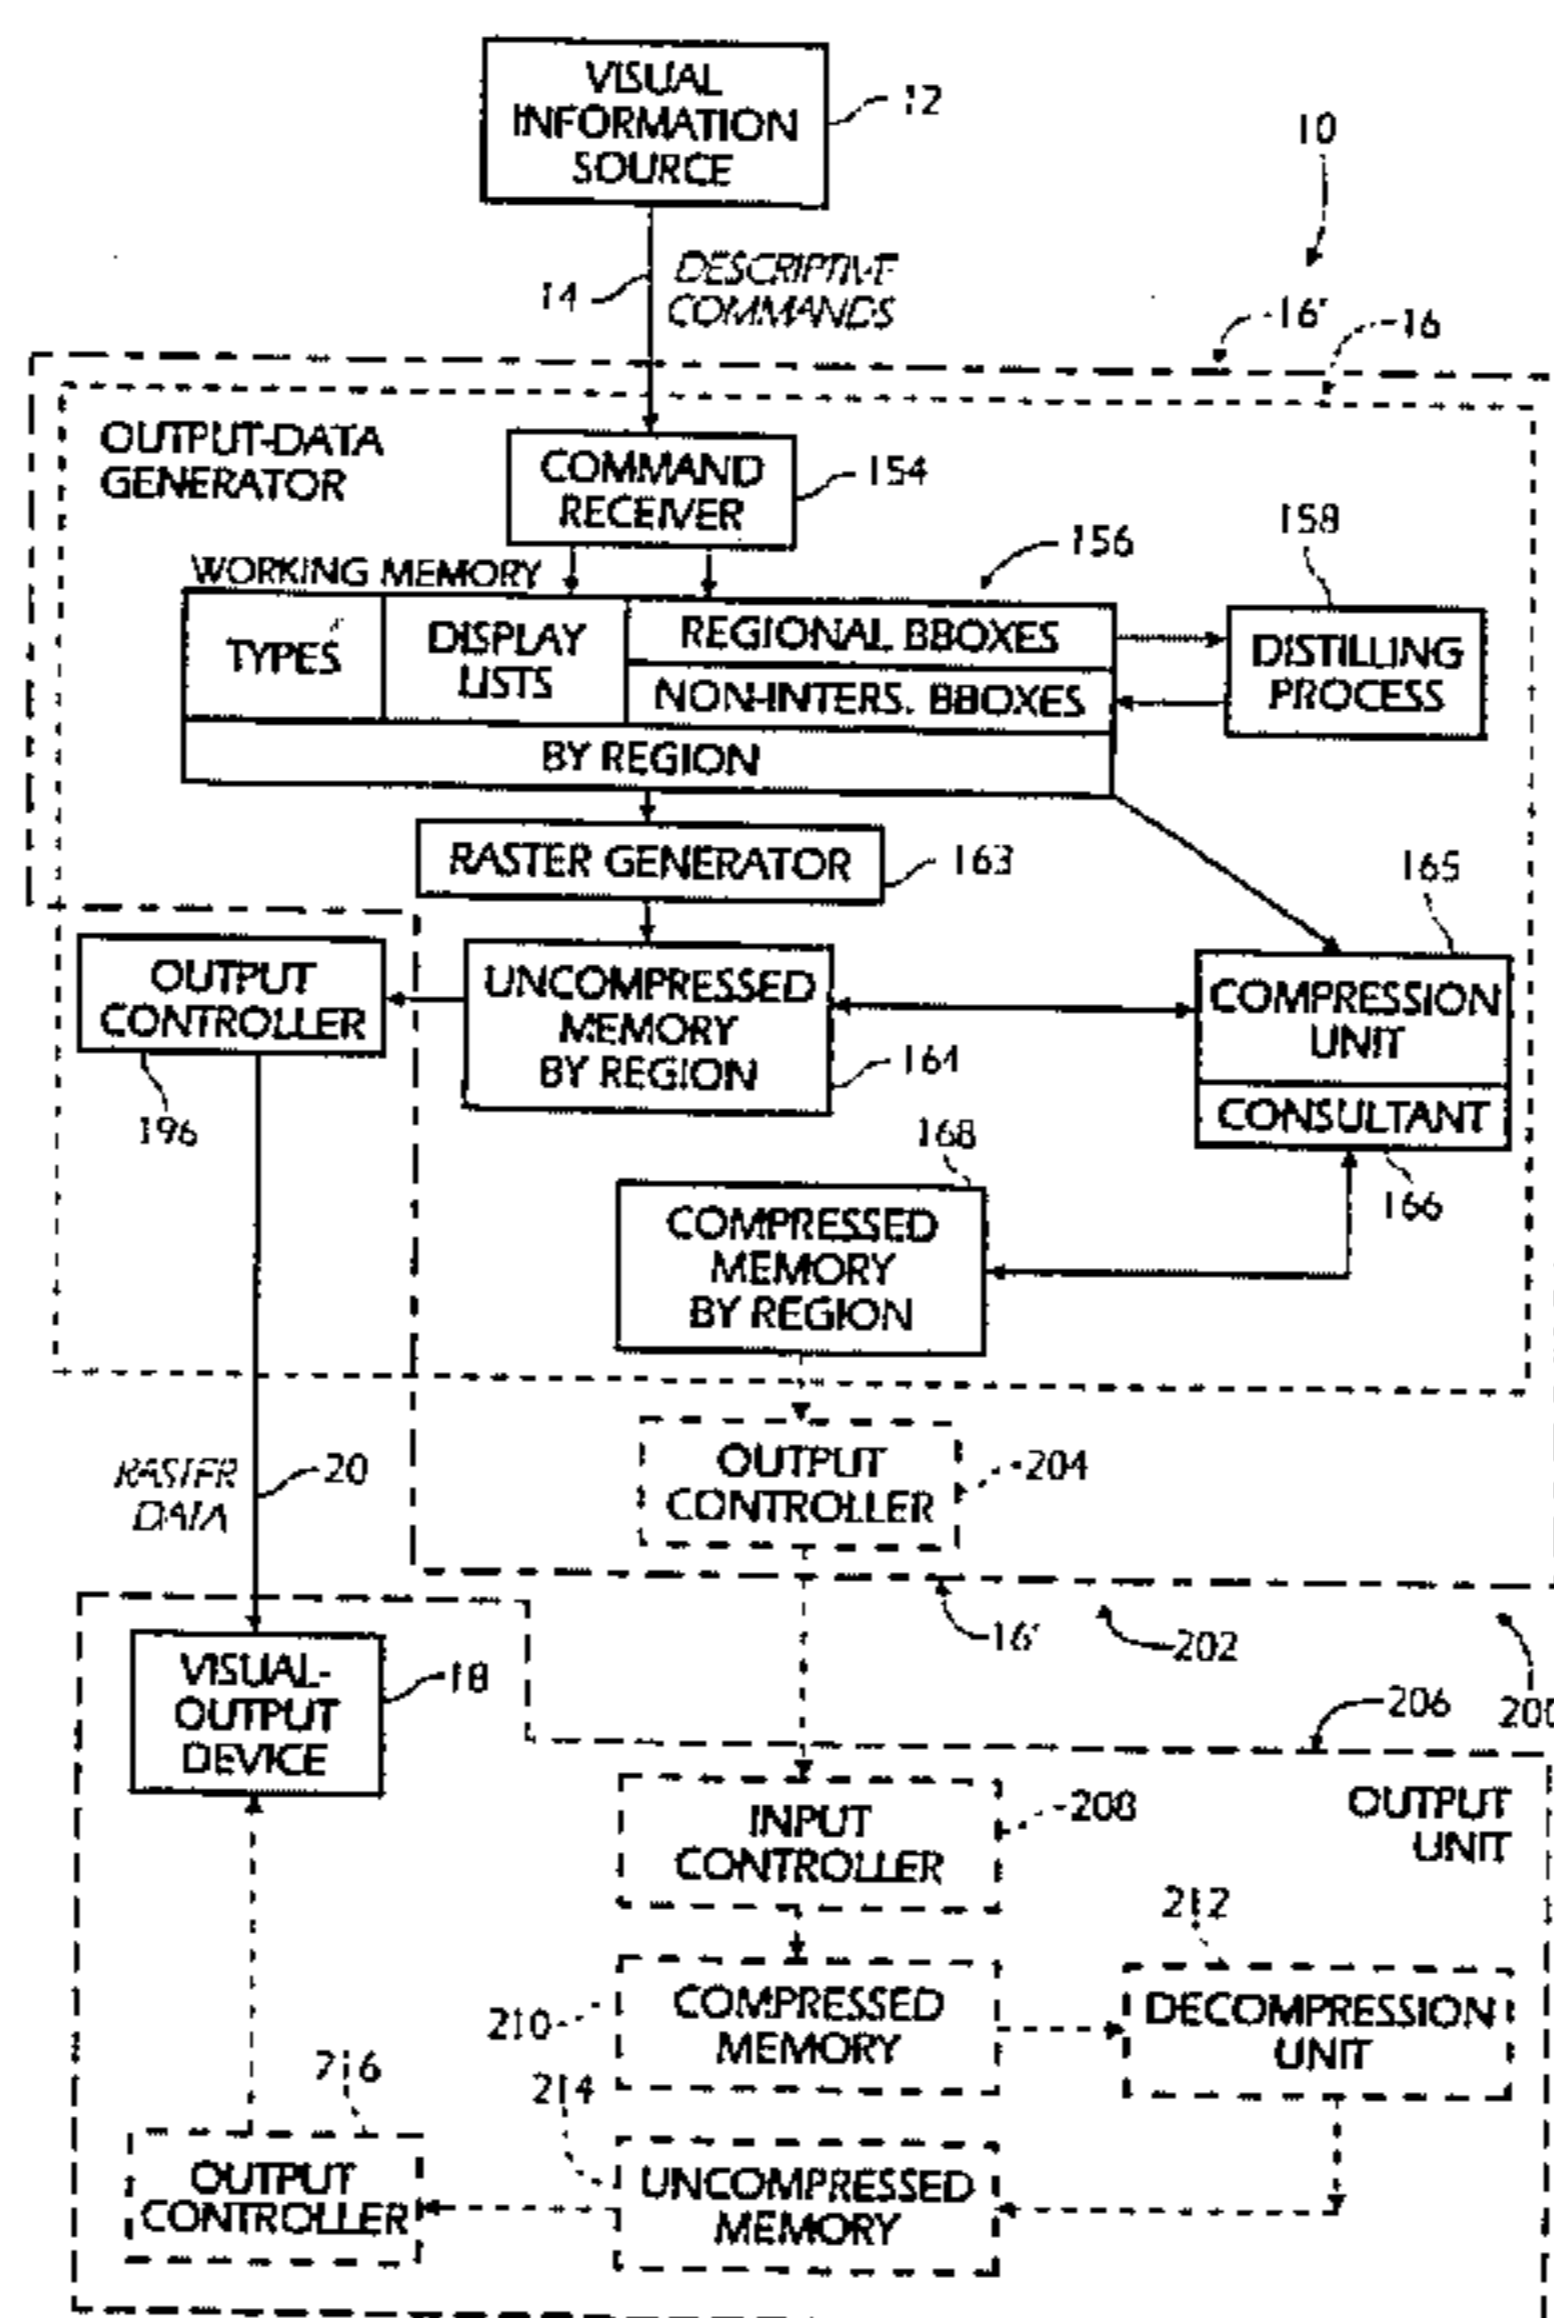 VISUAL
INFORMATION
SOURCE
12
10
14
DESCRIPTIVE
COMMANDS
16'
16
OUTPUT-DATA
GENERATOR
COMMAND
RECEIVER
154
156
158
WORKING MEMORY
TYPES
DISPLAY
LISTS
REGIONAL BBOXES
NON-INTERS. BBOXES
BY REGION
DISTILLING
PROCESS
RASTER GENERATOR
163
165
OUTPUT
CONTROLLER
196
UNCOMPRESSED
MEMORY
BY REGION
164
COMPRESSION
UNIT
CONSULTANT
166
168
COMPRESSED
MEMORY
BY REGION
OUTPUT
CONTROLLER
204
RASTER
DATA
20
16'
202
200
206
VISUAL-
OUTPUT
DEVICE
18
INPUT
CONTROLLER
208
OUTPUT
UNIT
212
210
COMPRESSED
MEMORY
DECOMPRESSION
UNIT
216
214
OUTPUT
CONTROLLER
UNCOMPRESSED
MEMORY